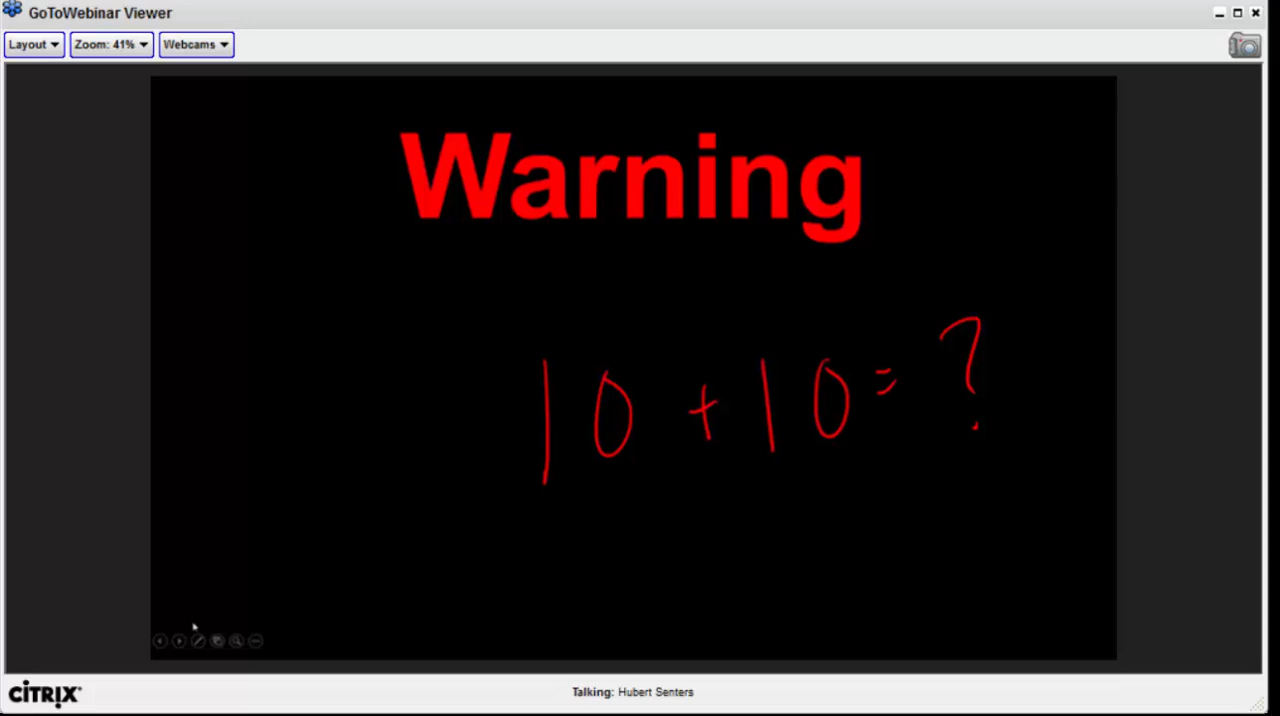 GoToWebinar Viewer
Layout Zoom: 41% Webcams
Warning
10 + 10 = ?
CITRIX
Talking: Hubert Senters